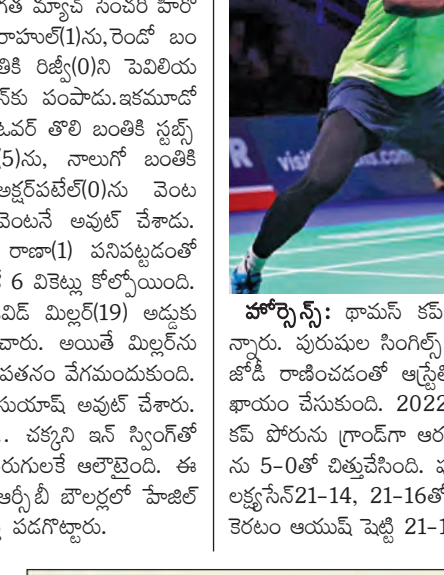 గత మ్యాచ్ సెంచరీ హీరో
రాహుల్(1)ను, రెండో బం
తికి రిజ్వీ(0)ని పెవిలియ
న్‌కు పంపాడు. ఇకమూడో
ఓవర్ తొలి బంతికి స్టబ్స్
(5)ను, నాలుగో బంతికి
అక్షర్‌పటేల్(0)ను వెంట
వెంటనే అవుట్ చేశాడు.
రాణా(1) పనిపట్టడంతో
6 వికెట్లు కోల్పోయింది.
విడ్ మిల్లర్(19) అడ్డుకు
చారు. అయితే మిల్లర్‌ను
పతనం వేగమందుకుంది.
సుయాష్ అవుట్ చేశారు.
.. చక్కని ఇన్ స్వింగ్‌తో
రుగులకే ఆలౌటైంది. ఈ
ఆర్సీబీ బౌలర్లలో హేజిల్
పడగొట్టారు.
హోర్సెన్స్: థామస్ కప్
న్నారు. పురుషుల సింగిల్స్
జోడీ రాణించడంతో ఆస్ట్రేలి
ఖాయం చేసుకుంది. 2022
కప్ పోరును గ్రాండ్‌గా ఆర
ను 5-0తో చిత్తుచేసింది.
లక్ష్యసేన్21-14, 21-16తో
కెరటం ఆయుష్ షెట్టి 21-1